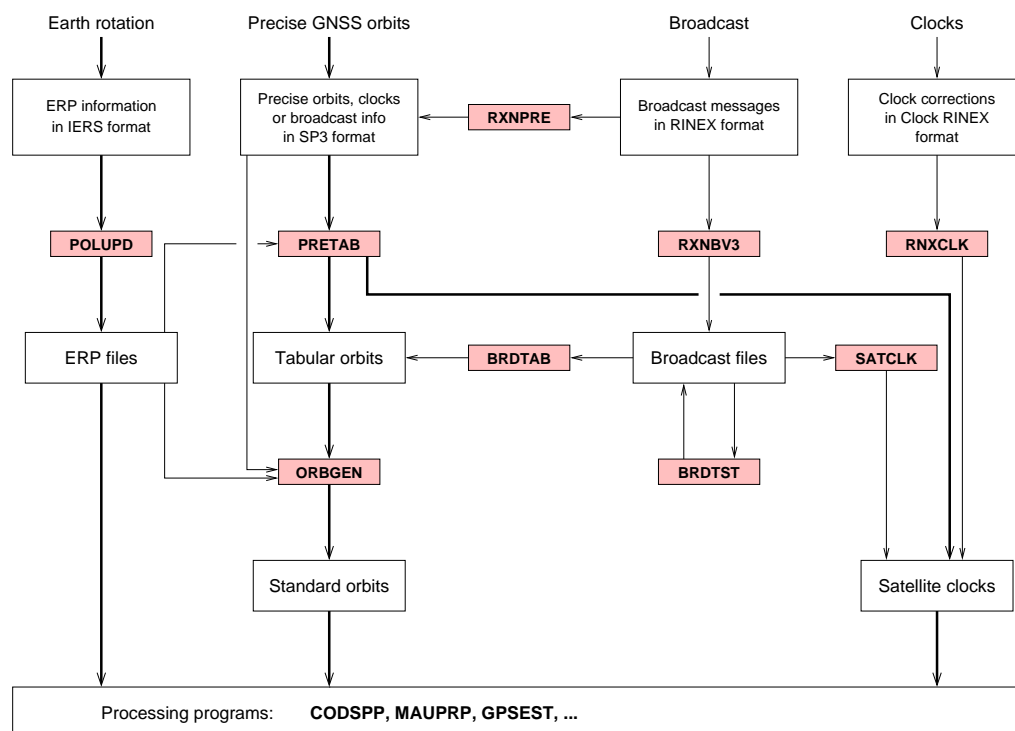 Earth rotation
Precise GNSS orbits
Broadcast
Clocks
ERP information
in IERS format
Precise orbits, clocks
or broadcast info
in SP3 format
RXNPRE
Broadcast messages
in RINEX format
Clock corrections
in Clock RINEX
format
POLUPD
PRETAB
RXNBV3
RNXCLK
ERP files
Tabular orbits
BRDTAB
Broadcast files
SATCLK
ORBGEN
BRDTST
Standard orbits
Satellite clocks
Processing programs: CODSPP, MAUPRP, GPSEST, ...